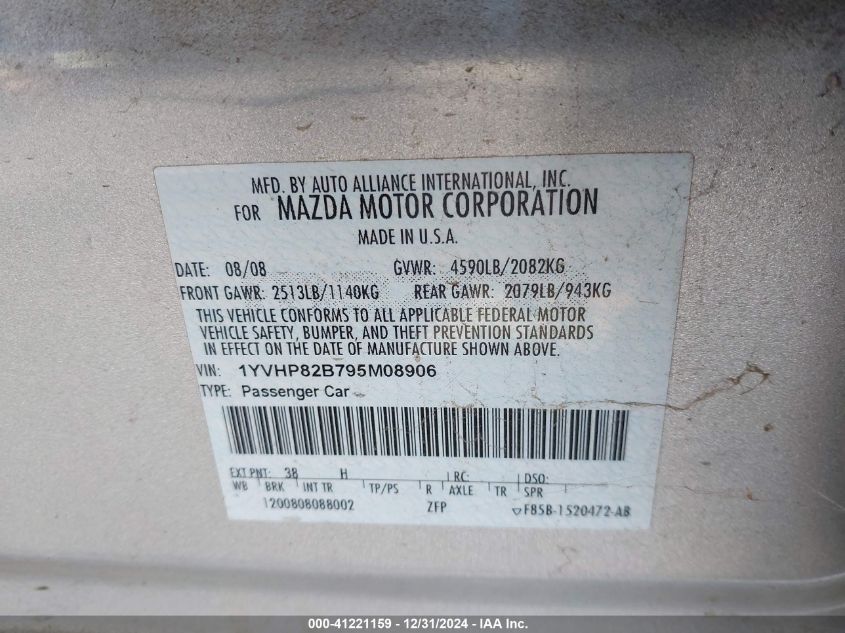 MFD. BY AUTO ALLIANCE INTERNATIONAL, INC.
FOR MAZDA MOTOR CORPORATION
MADE IN U.S.A.
DATE: 08/08 GVWR: 4590LB/2082KG
FRONT GAWR: 2513LB/1140KG REAR GAWR: 2079LB/943KG
THIS VEHICLE CONFORMS TO ALL APPLICABLE FEDERAL MOTOR
VEHICLE SAFETY, BUMPER, AND THEFT PREVENTION STANDARDS
IN EFFECT ON THE DATE OF MANUFACTURE SHOWN ABOVE.
VIN: 1YVHP82B795M08906
TYPE: Passenger Car
EXT PNT: 38 H RC: DSO:
WB BRK INT TR TP/PS R AXLE TR SPR
1200808088002 ZFP F85B-1520472-AB
000-41221159 - 12/31/2024 - IAA Inc.